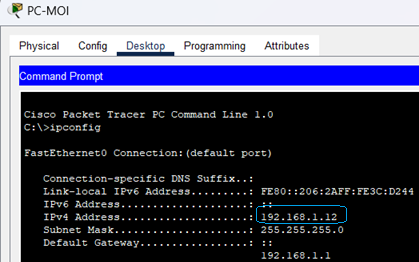 PC-MOI
Physical Config Desktop Programming Attributes
Command Prompt
Cisco Packet Tracer PC Command Line 1.0
C:\>ipconfig
FastEthernet0 Connection:(default port)
Connection-specific DNS Suffix..:
Link-local IPv6 Address.........: FE80::206:2AFF:FE3C:D244
IPv6 Address....................: ::
IPv4 Address....................: 192.168.1.12
Subnet Mask.....................: 255.255.255.0
Default Gateway.................: ::
192.168.1.1